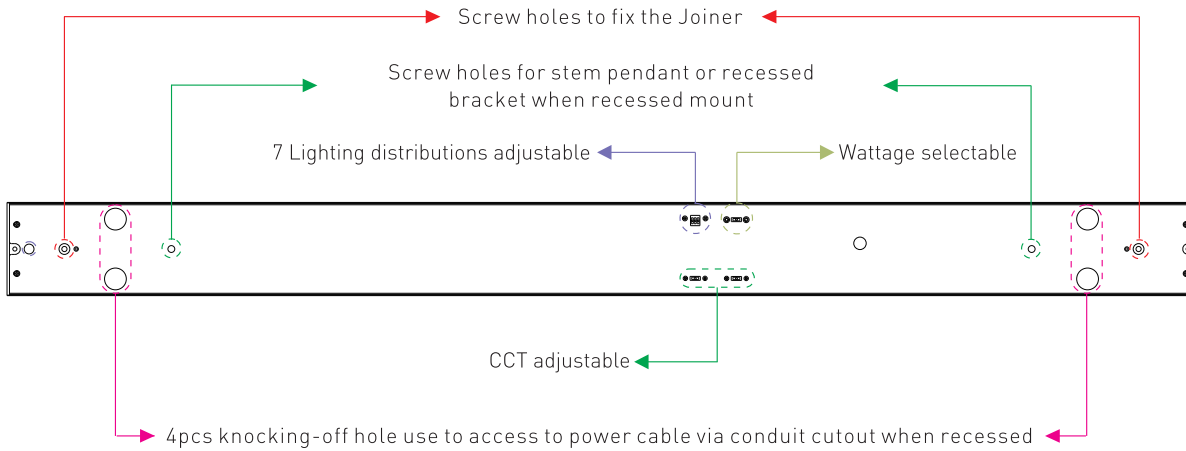 Screw holes to fix the Joiner
Screw holes for stem pendant or recessed
bracket when recessed mount
7 Lighting distributions adjustable
Wattage selectable
CCT adjustable
4pcs knocking-off hole use to access to power cable via conduit cutout when recessed